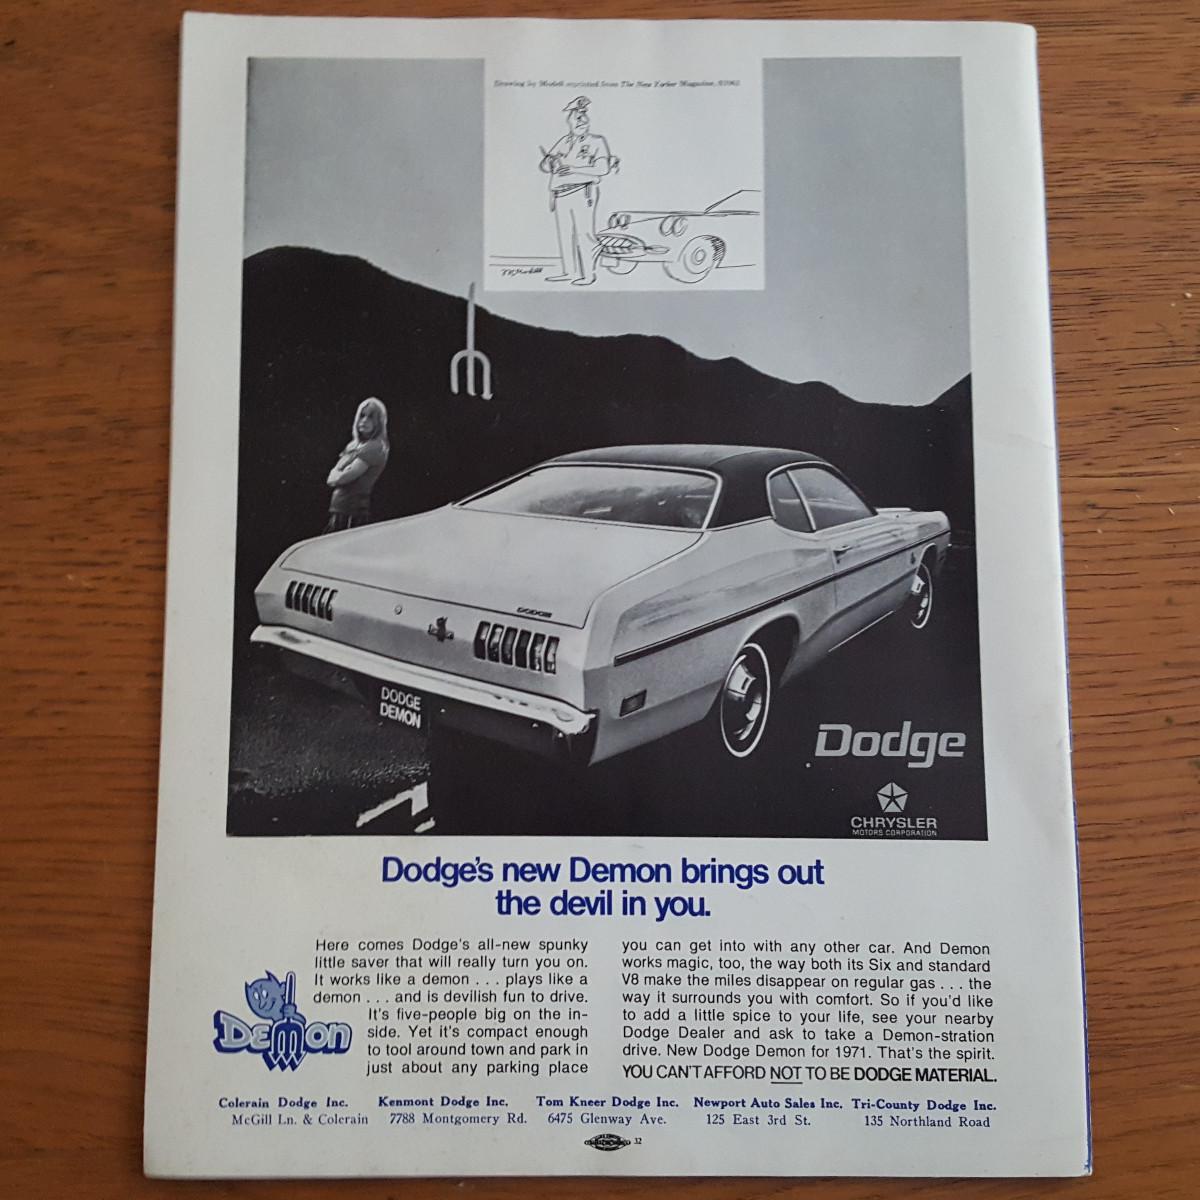 Drawing by Modell reprinted from The New Yorker Magazine, ©1962
DODGE
DODGE
DEMON
Dodge
CHRYSLER
MOTORS CORPORATION
Dodge's new Demon brings out
the devil in you.
Here comes Dodge's all-new spunky
little saver that will really turn you on.
It works like a demon . . . plays like a
demon . . . and is devilish fun to drive.
It's five-people big on the in-
side. Yet it's compact enough
to tool around town and park in
just about any parking place
Demon
you can get into with any other car. And Demon
works magic, too, the way both its Six and standard
V8 make the miles disappear on regular gas . . . the
way it surrounds you with comfort. So if you'd like
to add a little spice to your life, see your nearby
Dodge Dealer and ask to take a Demon-stration
drive. New Dodge Demon for 1971. That's the spirit.
YOU CAN'T AFFORD NOT TO BE DODGE MATERIAL.
Colerain Dodge Inc.
McGill Ln. & Colerain
Kenmont Dodge Inc.
7788 Montgomery Rd.
Tom Kneer Dodge Inc.
6475 Glenway Ave.
Newport Auto Sales Inc.
125 East 3rd St.
Tri-County Dodge Inc.
135 Northland Road
32